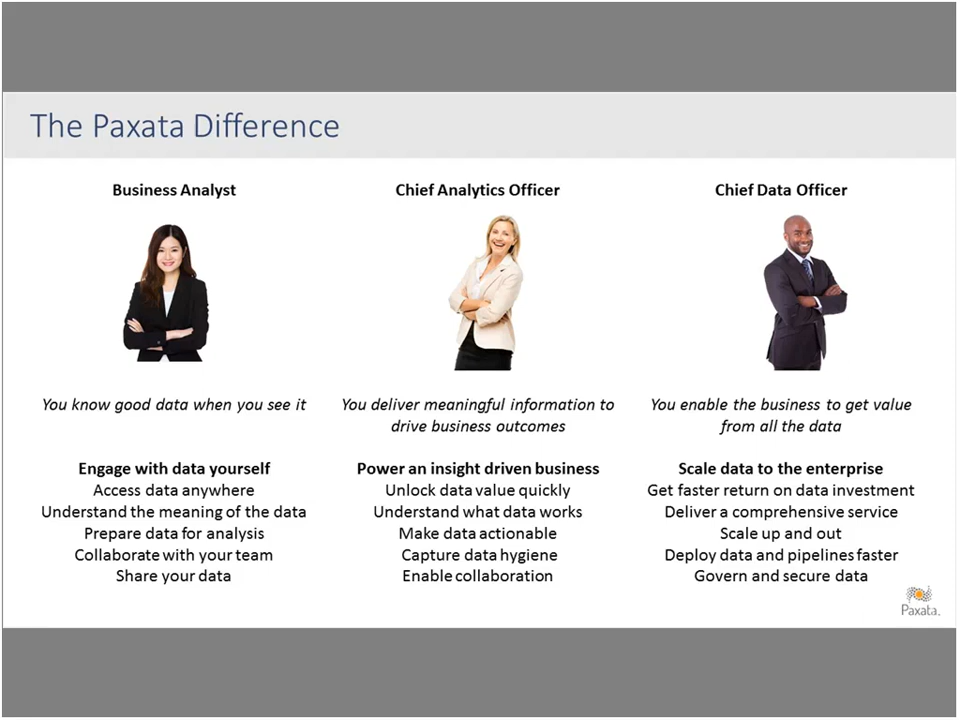 The Paxata Difference
Business Analyst
You know good data when you see it
Engage with data yourself
Access data anywhere
Understand the meaning of the data
Prepare data for analysis
Collaborate with your team
Share your data
Chief Analytics Officer
You deliver meaningful information to
drive business outcomes
Power an insight driven business
Unlock data value quickly
Understand what data works
Make data actionable
Capture data hygiene
Enable collaboration
Chief Data Officer
You enable the business to get value
from all the data
Scale data to the enterprise
Get faster return on data investment
Deliver a comprehensive service
Scale up and out
Deploy data and pipelines faster
Govern and secure data
Paxata.